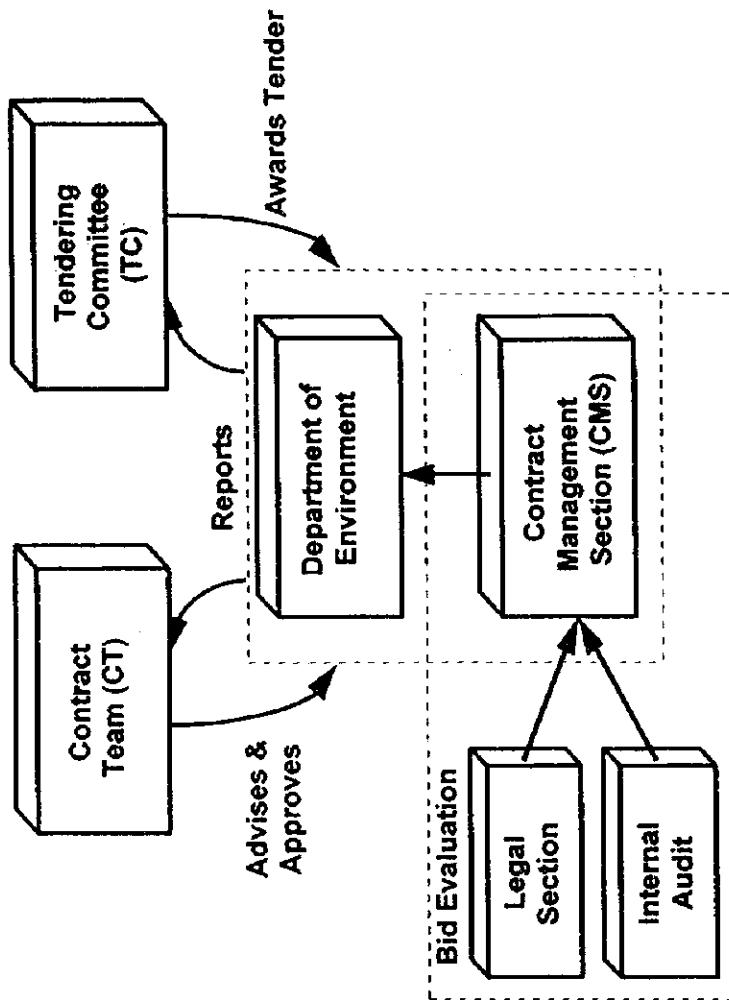 Contract
Team (CT)
Tendering
Committee
(TC)
Advises &
Approves
Reports
Awards Tender
Department of
Environment
Bid Evaluation
Legal
Section
Internal
Audit
Contract
Management
Section (CMS)